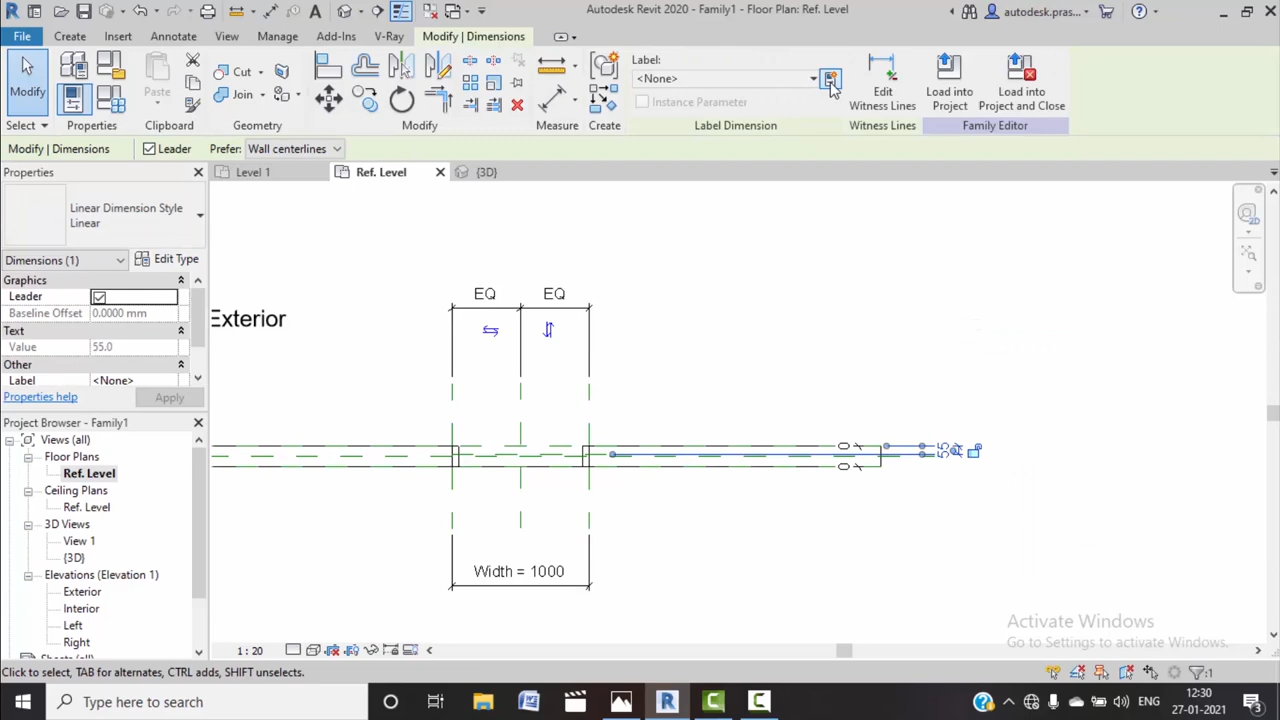 Autodesk Revit 2020 - Family1 - Floor Plan: Ref. Level
autodesk.pras...
File Create Insert Annotate View Manage Add-Ins V-Ray Modify | Dimensions
Modify Paste Cut Join Label: <None> Instance Parameter Edit Witness Lines Load into Project Load into Project and Close
Select Properties Clipboard Geometry Modify Measure Create Label Dimension Witness Lines Family Editor
Modify | Dimensions Leader Prefer: Wall centerlines
Properties Level 1 Ref. Level {3D}
Linear Dimension Style
Linear
Dimensions (1) Edit Type
Graphics
Leader
Baseline Offset 0.0000 mm
Text
Value 55.0
Other
Label <None>
Properties help Apply
Project Browser - Family1
Views (all)
Floor Plans
Ref. Level
Ceiling Plans
Ref. Level
3D Views
View 1
{3D}
Elevations (Elevation 1)
Exterior
Interior
Left
Right
EQ EQ
Exterior
0
0
55
Width = 1000
Activate Windows
Go to Settings to activate Windows.
1 : 20
Click to select, TAB for alternates, CTRL adds, SHIFT unselects.
:1
Type here to search
ENG
12:30
27-01-2021
3